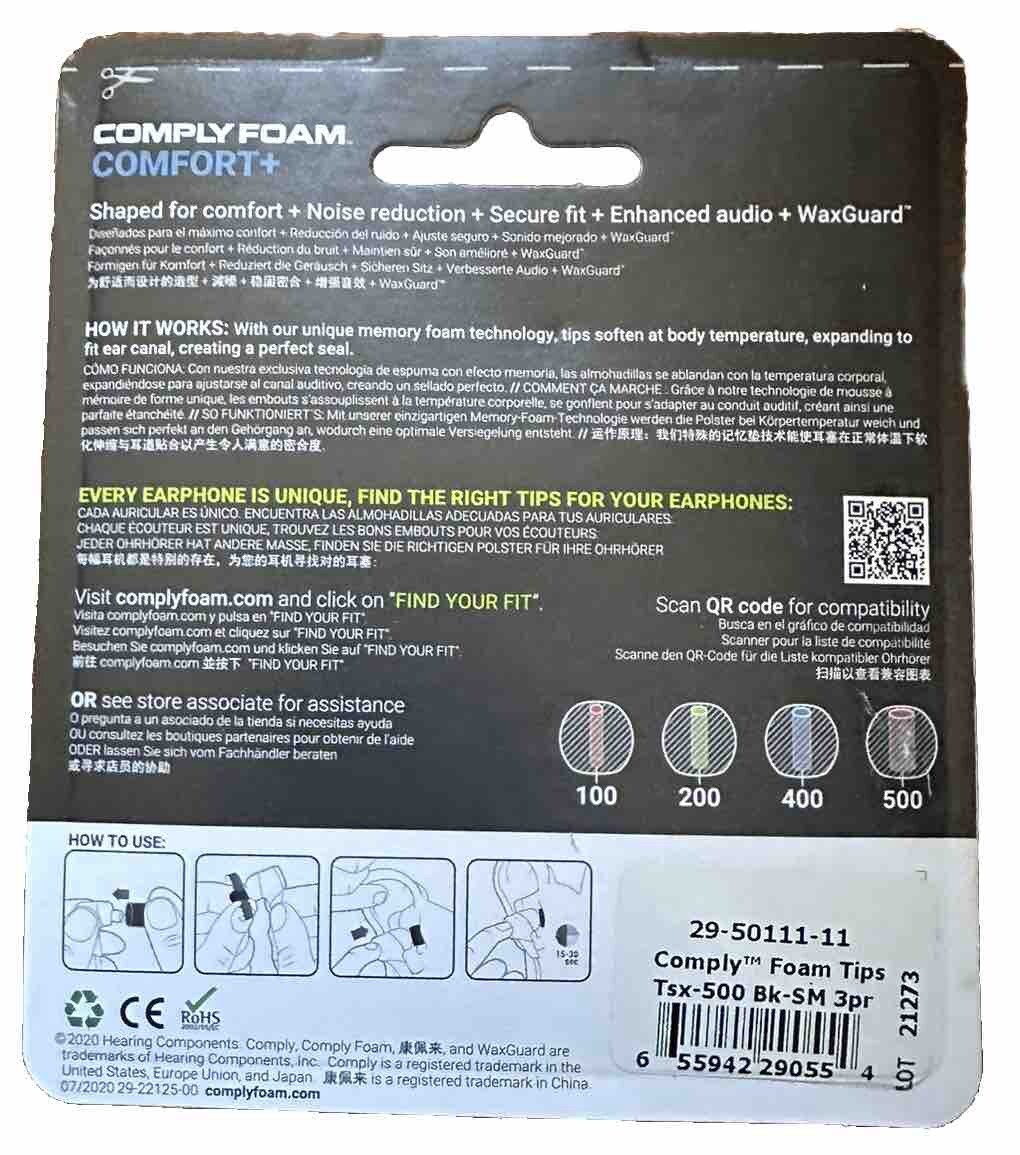 COMPLY FOAM™
COMFORT+
Shaped for comfort + Noise reduction + Secure fit + Enhanced audio + WaxGuard™
Diseñados para el máximo confort + Reducción del ruido + Ajuste seguro + Sonido mejorado + WaxGuard™
Façonnés pour le confort + Réduction du bruit + Maintien sûr + Son amélioré + WaxGuard™
Förmigen für Komfort + Reduziert die Geräusch + Sicheren Sitz + Verbesserte Audio + WaxGuard™
为舒适而设计的造型 + 减噪 + 稳固密合 + 增强音效 + WaxGuard™
HOW IT WORKS: With our unique memory foam technology, tips soften at body temperature, expanding to
fit ear canal, creating a perfect seal.
CÓMO FUNCIONA: Con nuestra exclusiva tecnología de espuma con efecto memoria, las almohadillas se ablandan con la temperatura corporal,
expandiéndose para ajustarse al canal auditivo, creando un sellado perfecto. // COMMENT ÇA MARCHE : Grâce à notre technologie de mousse à
mémoire de forme unique, les embouts s'assouplissent à la température corporelle, se gonflent pour s'adapter au conduit auditif, créant ainsi une
parfaite étanchéité. // SO FUNKTIONIERT'S: Mit unserer einzigartigen Memory-Foam-Technologie werden die Polster bei Körpertemperatur weich und
passen sich perfekt an den Gehörgang an, wodurch eine optimale Versiegelung entsteht. // 运作原理：我们特殊的记忆垫技术能使耳塞在正常体温下软
化伸缩与耳道贴合以产生令人满意的密合度.
EVERY EARPHONE IS UNIQUE, FIND THE RIGHT TIPS FOR YOUR EARPHONES:
CADA AURICULAR ES ÚNICO. ENCUENTRA LAS ALMOHADILLAS ADECUADAS PARA TUS AURICULARES:
CHAQUE ÉCOUTEUR EST UNIQUE, TROUVEZ LES BONS EMBOUTS POUR VOS ÉCOUTEURS:
JEDER OHRHÖRER HAT ANDERE MASSE, FINDEN SIE DIE RICHTIGEN POLSTER FÜR IHRE OHRHÖRER
每幅耳机都是特别的存在，为您的耳机寻找对的耳塞：
Visit complyfoam.com and click on "FIND YOUR FIT".
Visita complyfoam.com y pulsa en "FIND YOUR FIT".
Visitez complyfoam.com et cliquez sur "FIND YOUR FIT".
Besuchen Sie complyfoam.com und klicken Sie auf "FIND YOUR FIT".
前往 complyfoam.com 並按下 "FIND YOUR FIT"
Scan QR code for compatibility
Busca en el gráfico de compatibilidad
Scanner pour la liste de compatibilité
Scanne den QR-Code für die Liste kompatibler Ohrhörer
扫描以查看兼容图表
OR see store associate for assistance
O pregunta a un asociado de la tienda si necesitas ayuda
OU consultez les boutiques partenaires pour obtenir de l'aide
ODER lassen Sie sich vom Fachhändler beraten
或寻求店员的协助
100 200 400 500
HOW TO USE:
15-30
sec
RoHS
2002/95/EC
©2020 Hearing Components. Comply, Comply Foam, 康佩来, and WaxGuard are
trademarks of Hearing Components, Inc. Comply is a registered trademark in the
United States, Europe Union, and Japan. 康佩来 is a registered trademark in China.
07/2020 29-22125-00 complyfoam.com
29-50111-11
Comply™ Foam Tips
Tsx-500 Bk-SM 3pr
6 55942 29055 4
LOT 21273